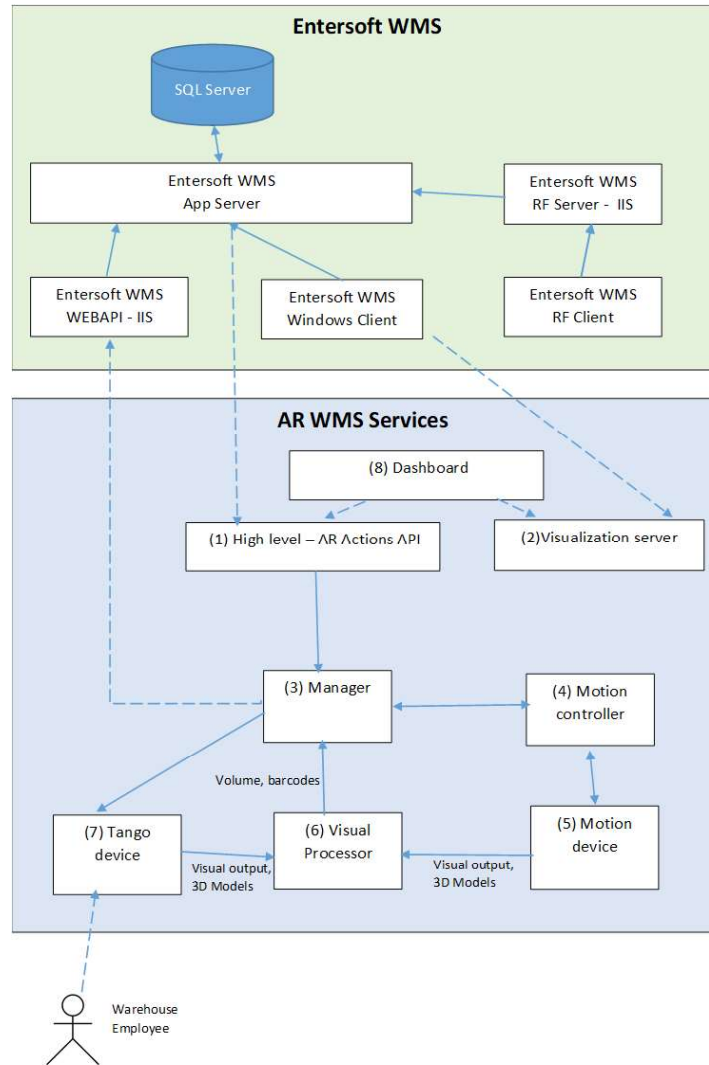 Entersoft WMS
SQL Server
Entersoft WMS
App Server
Entersoft WMS
RF Server - IIS
Entersoft WMS
WEBAPI - IIS
Entersoft WMS
Windows Client
Entersoft WMS
RF Client
AR WMS Services
(8) Dashboard
(1) High level – AR Actions API
(2)Visualization server
(3) Manager
(4) Motion
controller
Volume, barcodes
(7) Tango
device
(6) Visual
Processor
(5) Motion
device
Visual output,
3D Models
Visual output,
3D Models
Warehouse
Employee